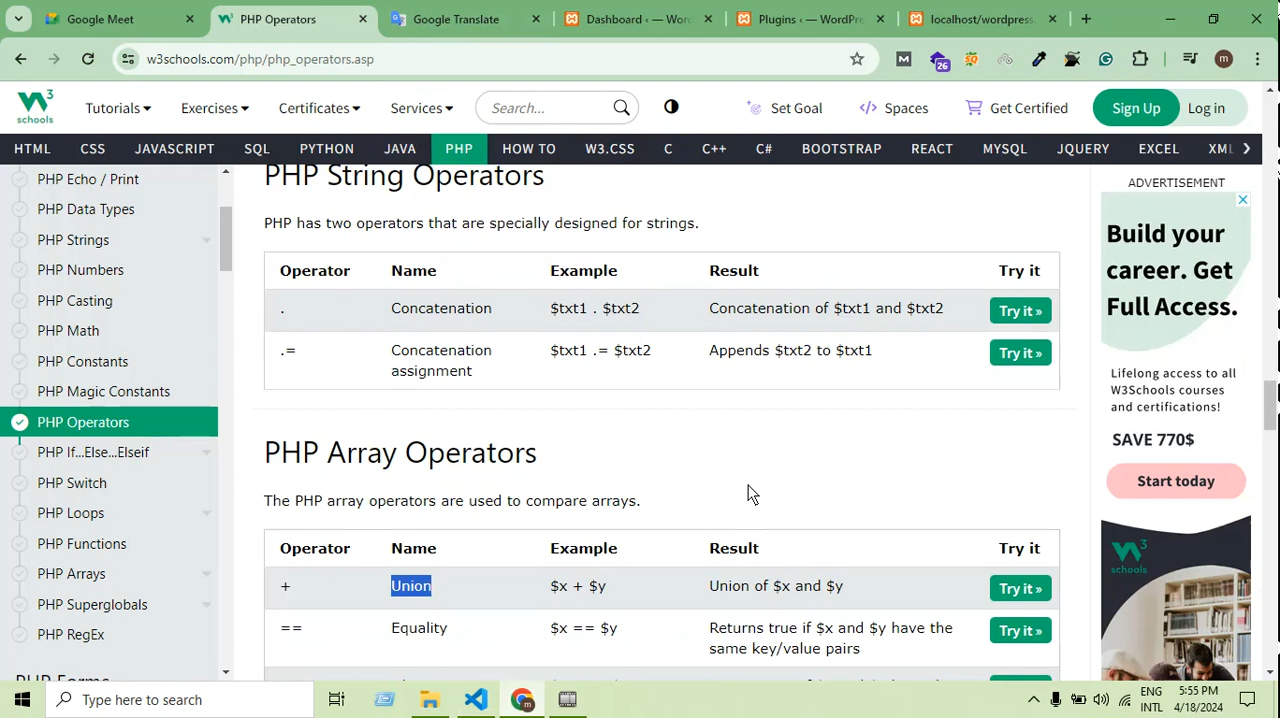 Google Meet
PHP Operators
Google Translate
Dashboard ‹ — Wor
Plugins ‹ — WordPre
localhost/wordpress
w3schools.com/php/php_operators.asp
M
26
G
m
W 3
schools
Tutorials
Exercises
Certificates
Services
Search...
Set Goal
</> Spaces
Get Certified
Sign Up
Log in
HTML CSS JAVASCRIPT SQL PYTHON JAVA PHP HOW TO W3.CSS C C++ C# BOOTSTRAP REACT MYSQL JQUERY EXCEL XML
PHP Echo / Print
PHP Data Types
PHP Strings
PHP Numbers
PHP Casting
PHP Math
PHP Constants
PHP Magic Constants
PHP Operators
PHP If...Else...Elseif
PHP Switch
PHP Loops
PHP Functions
PHP Arrays
PHP Superglobals
PHP RegEx
PHP String Operators
PHP has two operators that are specially designed for strings.
Operator Name Example Result Try it
. Concatenation $txt1 . $txt2 Concatenation of $txt1 and $txt2 Try it »
.= Concatenation $txt1 .= $txt2 Appends $txt2 to $txt1 Try it »
assignment
PHP Array Operators
The PHP array operators are used to compare arrays.
Operator Name Example Result Try it
+ Union $x + $y Union of $x and $y Try it »
== Equality $x == $y Returns true if $x and $y have the Try it »
same key/value pairs
ADVERTISEMENT
Build your
career. Get
Full Access.
Lifelong access to all
W3Schools courses
and certifications!
SAVE 770$
Start today
W 3
schools
Type here to search
m
ENG
INTL
5:55 PM
4/18/2024